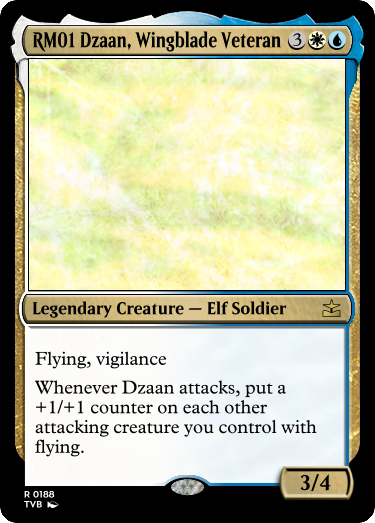 RM01 Dzaan, Wingblade Veteran 3
Legendary Creature — Elf Soldier
Flying, vigilance
Whenever Dzaan attacks, put a
+1/+1 counter on each other
attacking creature you control with
flying.
3/4
R 0188
TVB